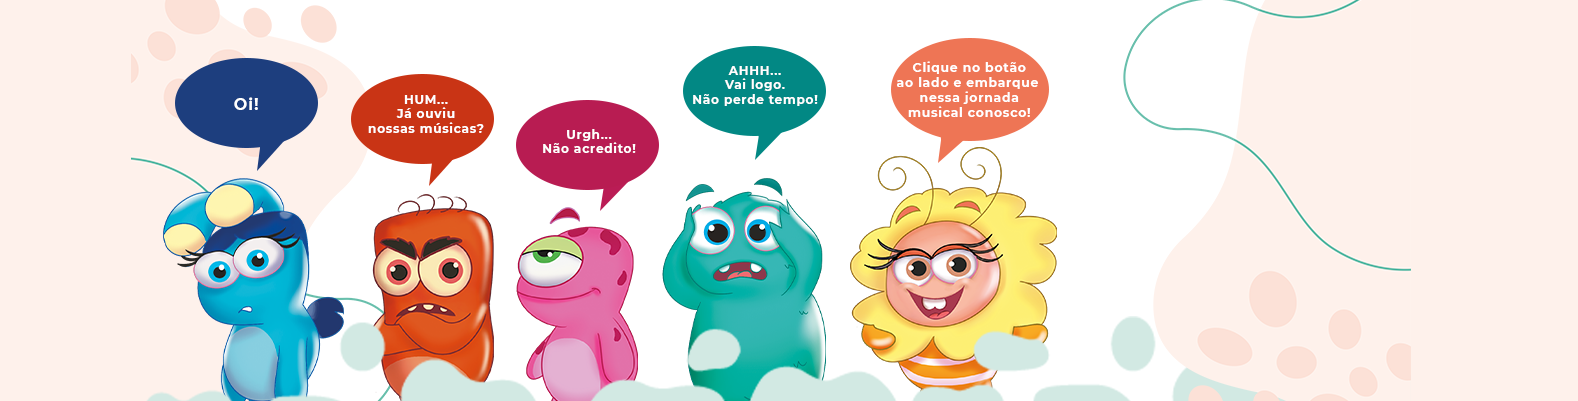 Oi!
HUM...
Já ouviu
nossas músicas?
Urgh...
Não acredito!
AHHH...
Vai logo.
Não perde tempo!
Clique no botão
ao lado e embarque
nessa jornada
musical conosco!